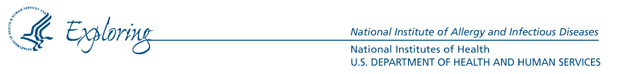 Exploring
National Institute of Allergy and Infectious Diseases
National Institutes of Health
U.S. DEPARTMENT OF HEALTH AND HUMAN SERVICES